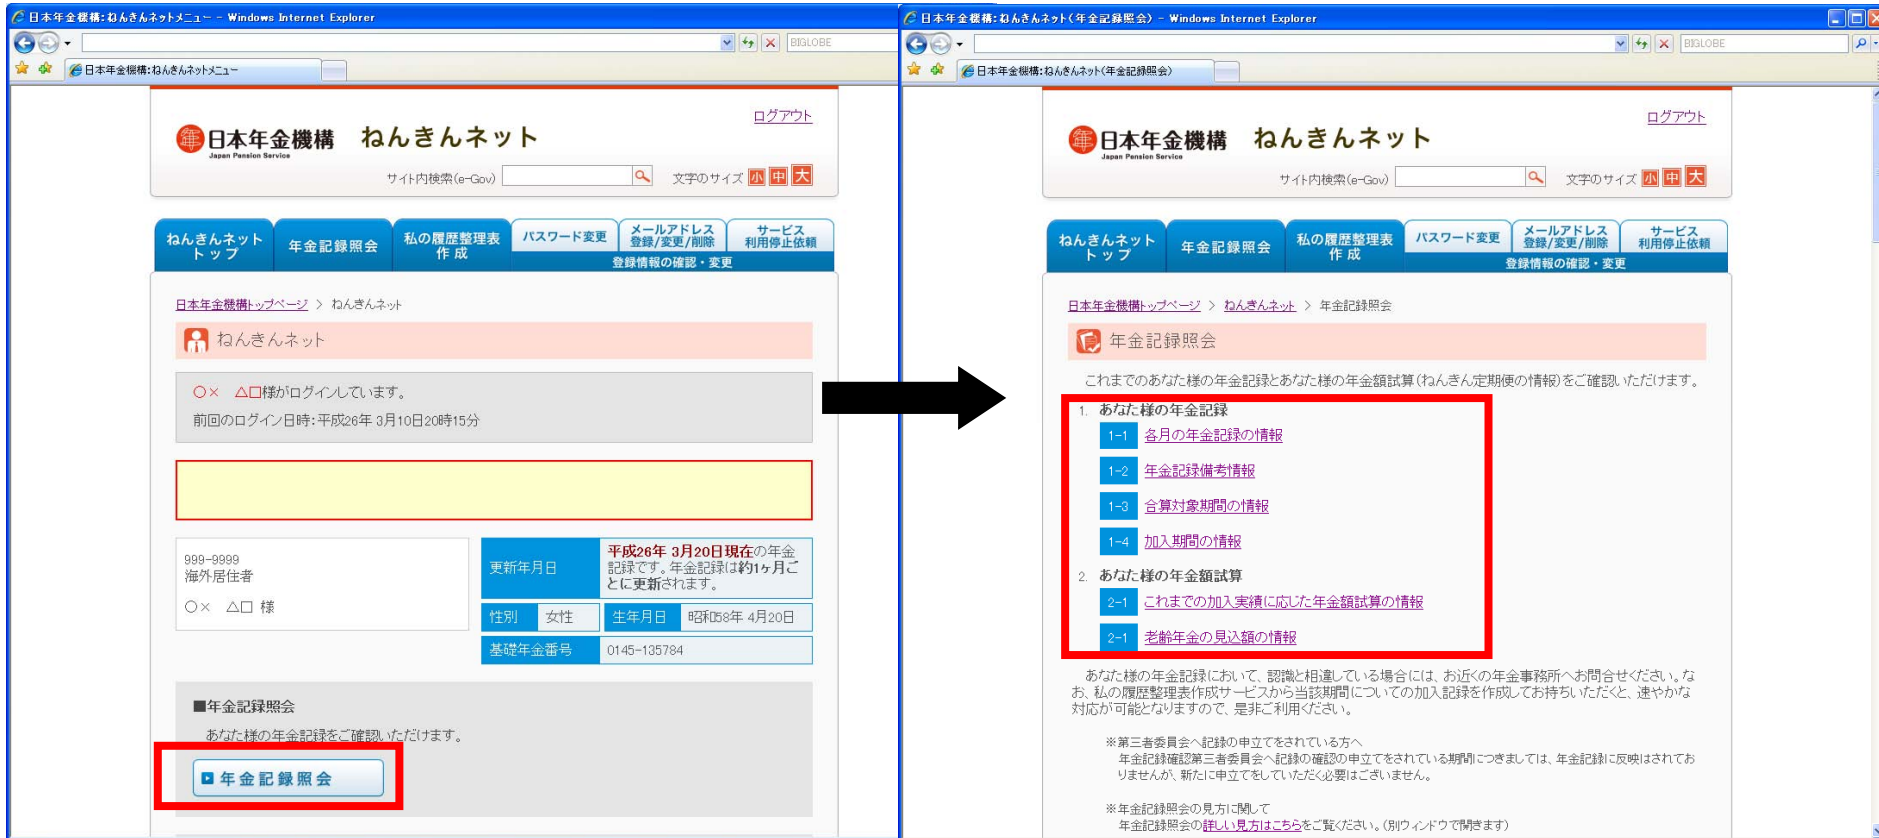 日本年金機構:ねんきんネットメニュー - Windows Internet Explorer
BIGLOBE
日本年金機構:ねんきんネットメニュー
ログアウト
日本年金機構 ねんきんネット
Japan Pension Service
サイト内検索(e-Gov)
文字のサイズ 小 中 大
ねんきんネット
トップ
年金記録照会
私の履歴整理表
作成
パスワード変更
メールアドレス
登録/変更/削除
サービス
利用停止依頼
登録情報の確認・変更
日本年金機構トップページ > ねんきんネット
ねんきんネット
○× △□様がログインしています。
前回のログイン日時:平成26年 3月10日20時15分
999-9999
海外居住者
○× △□ 様
更新年月日
平成26年 3月20日現在の年金
記録です。年金記録は約1ヶ月ご
とに更新されます。
性別 女性 生年月日 昭和58年 4月20日
基礎年金番号 0145-135784
■年金記録照会
あなた様の年金記録をご確認いただけます。
年金記録照会
日本年金機構:ねんきんネット(年金記録照会) - Windows Internet Explorer
BIGLOBE
日本年金機構:ねんきんネット(年金記録照会)
ログアウト
日本年金機構 ねんきんネット
Japan Pension Service
サイト内検索(e-Gov)
文字のサイズ 小 中 大
ねんきんネット
トップ
年金記録照会
私の履歴整理表
作成
パスワード変更
メールアドレス
登録/変更/削除
サービス
利用停止依頼
登録情報の確認・変更
日本年金機構トップページ > ねんきんネット > 年金記録照会
年金記録照会
これまでのあなた様の年金記録とあなた様の年金額試算(ねんきん定期便の情報)をご確認いただけます。
1. あなた様の年金記録
1-1 各月の年金記録の情報
1-2 年金記録備考情報
1-3 合算対象期間の情報
1-4 加入期間の情報
2. あなた様の年金額試算
2-1 これまでの加入実績に応じた年金額試算の情報
2-1 老齢年金の見込額の情報
あなた様の年金記録において、認識と相違している場合には、お近くの年金事務所へお問合せください。な
お、私の履歴整理表作成サービスから当該期間についての加入記録を作成してお持ちいただくと、速やかな
対応が可能となりますので、是非ご利用ください。
※第三者委員会へ記録の申立てをされている方へ
年金記録確認第三者委員会へ記録の確認の申立てをされている期間につきましては、年金記録に反映はされてお
りませんが、新たに申立てをしていただく必要はございません。
※年金記録照会の見方に関して
年金記録照会の詳しい見方はこちらをご覧ください。(別ウィンドウで開きます)